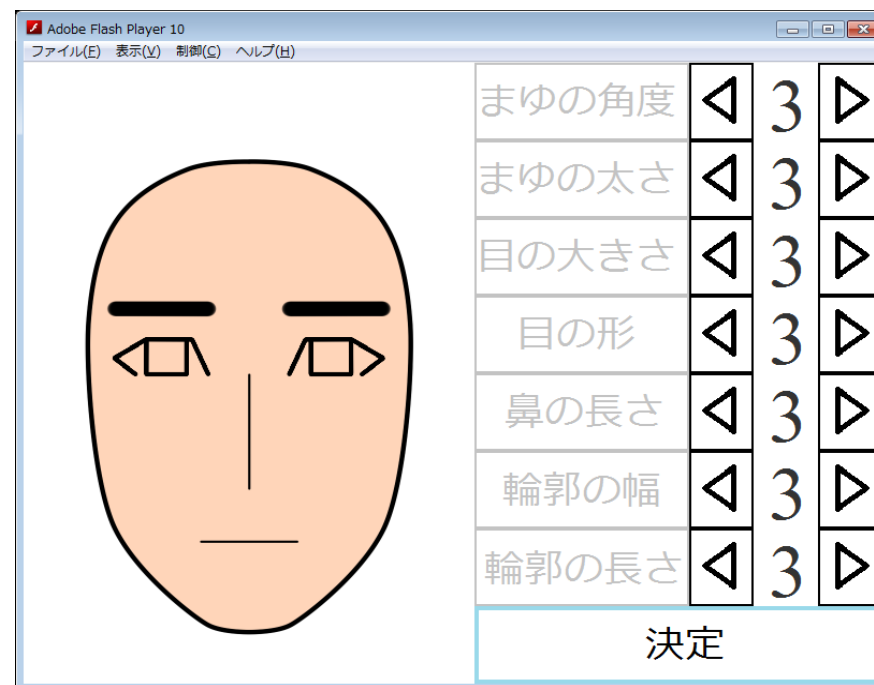 Adobe Flash Player 10
ファイル(F) 表示(V) 制御(C) ヘルプ(H)
まゆの角度 3
まゆの太さ 3
目の大きさ 3
目の形 3
鼻の長さ 3
輪郭の幅 3
輪郭の長さ 3
決定